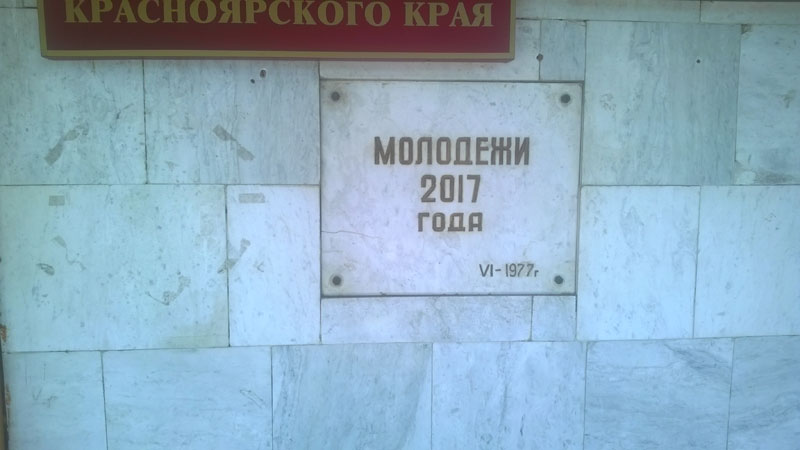 КРАСНОЯРСКОГО КРАЯ
МОЛОДЕЖИ
2017
ГОДА
VI-1977г